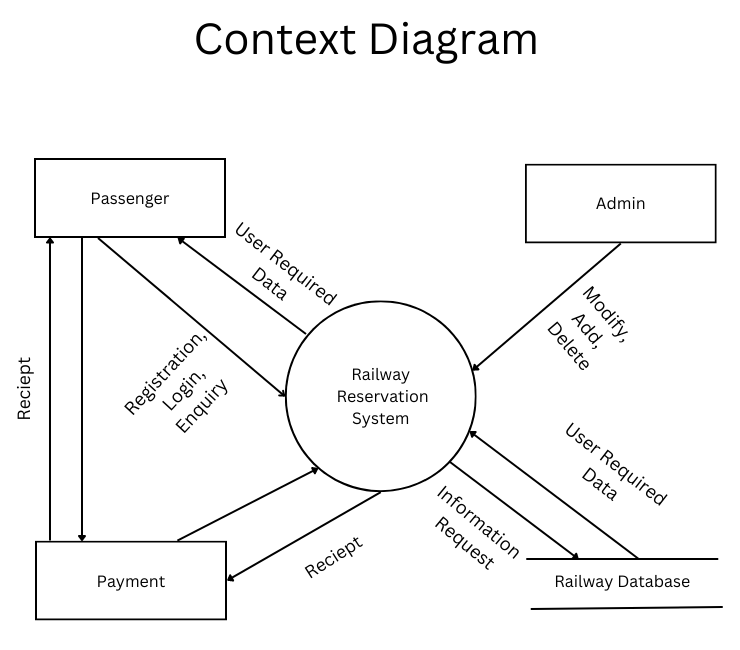 Context Diagram
Passenger
Admin
User Required
Data
Modify,
Add,
Delete
Registration,
Login,
Enquiry
Reciept
Railway
Reservation
System
User Required
Data
Information
Request
Reciept
Payment
Railway Database